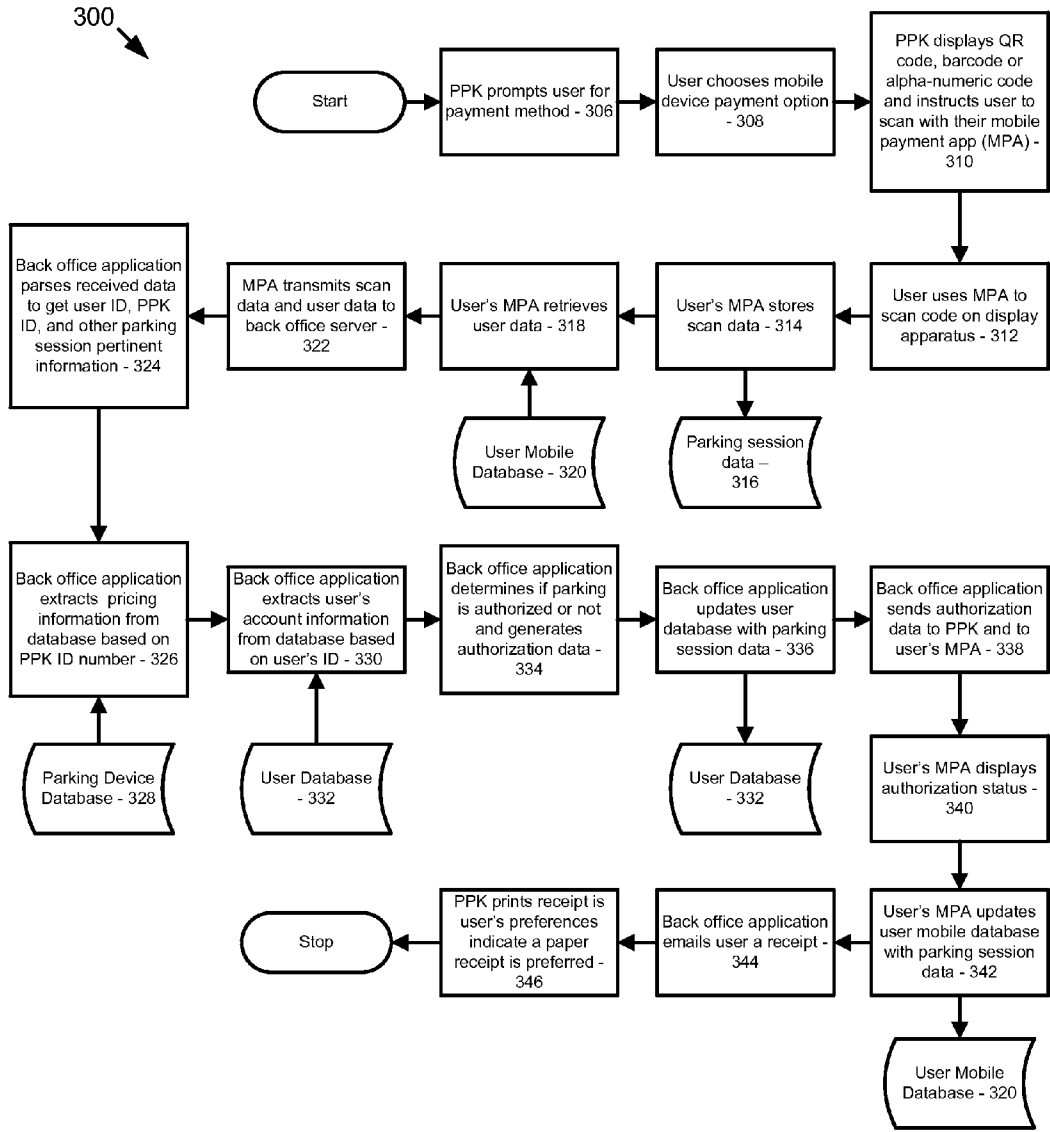 300
Start
PPK prompts user for
payment method - 306
User chooses mobile
device payment option
- 308
PPK displays QR
code, barcode or
alpha-numeric code
and instructs user to
scan with their mobile
payment app (MPA) -
310
Back office application
parses received data
to get user ID, PPK
ID, and other parking
session pertinent
information - 324
MPA transmits scan
data and user data to
back office server -
322
User's MPA retrieves
user data - 318
User's MPA stores
scan data - 314
User uses MPA to
scan code on display
apparatus - 312
User Mobile
Database - 320
Parking session
data –
316
Back office application
extracts pricing
information from
database based on
PPK ID number - 326
Back office application
extracts user's
account information
from database based
on user's ID - 330
Back office application
determines if parking
is authorized or not
and generates
authorization data
- 334
Back office application
updates user
database with parking
session data - 336
Back office application
sends authorization
data to PPK and to
user's MPA - 338
Parking Device
Database - 328
User Database
- 332
User Database
- 332
User's MPA displays
authorization status -
340
Stop
PPK prints receipt is
user's preferences
indicate a paper
receipt is preferred -
346
Back office application
emails user a receipt -
344
User's MPA updates
user mobile database
with parking session
data - 342
User Mobile
Database - 320